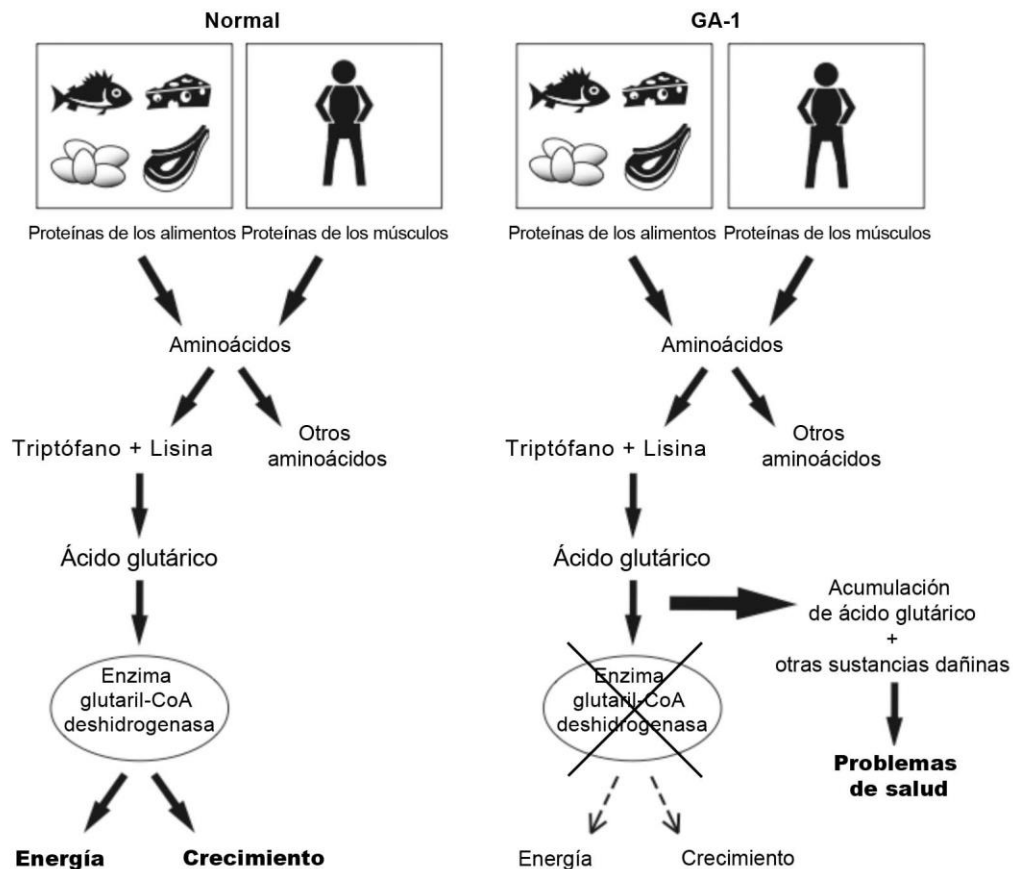 Normal
Proteínas de los alimentos
Proteínas de los músculos
Aminoácidos
Triptófano + Lisina
Otros
aminoácidos
Ácido glutárico
Enzima
glutaril-CoA
deshidrogenasa
Energía
Crecimiento
GA-1
Proteínas de los alimentos
Proteínas de los músculos
Aminoácidos
Triptófano + Lisina
Otros
aminoácidos
Ácido glutárico
Acumulación
de ácido glutárico
+
otras sustancias dañinas
Enzima
glutaril-CoA
deshidrogenasa
Problemas
de salud
Energía
Crecimiento